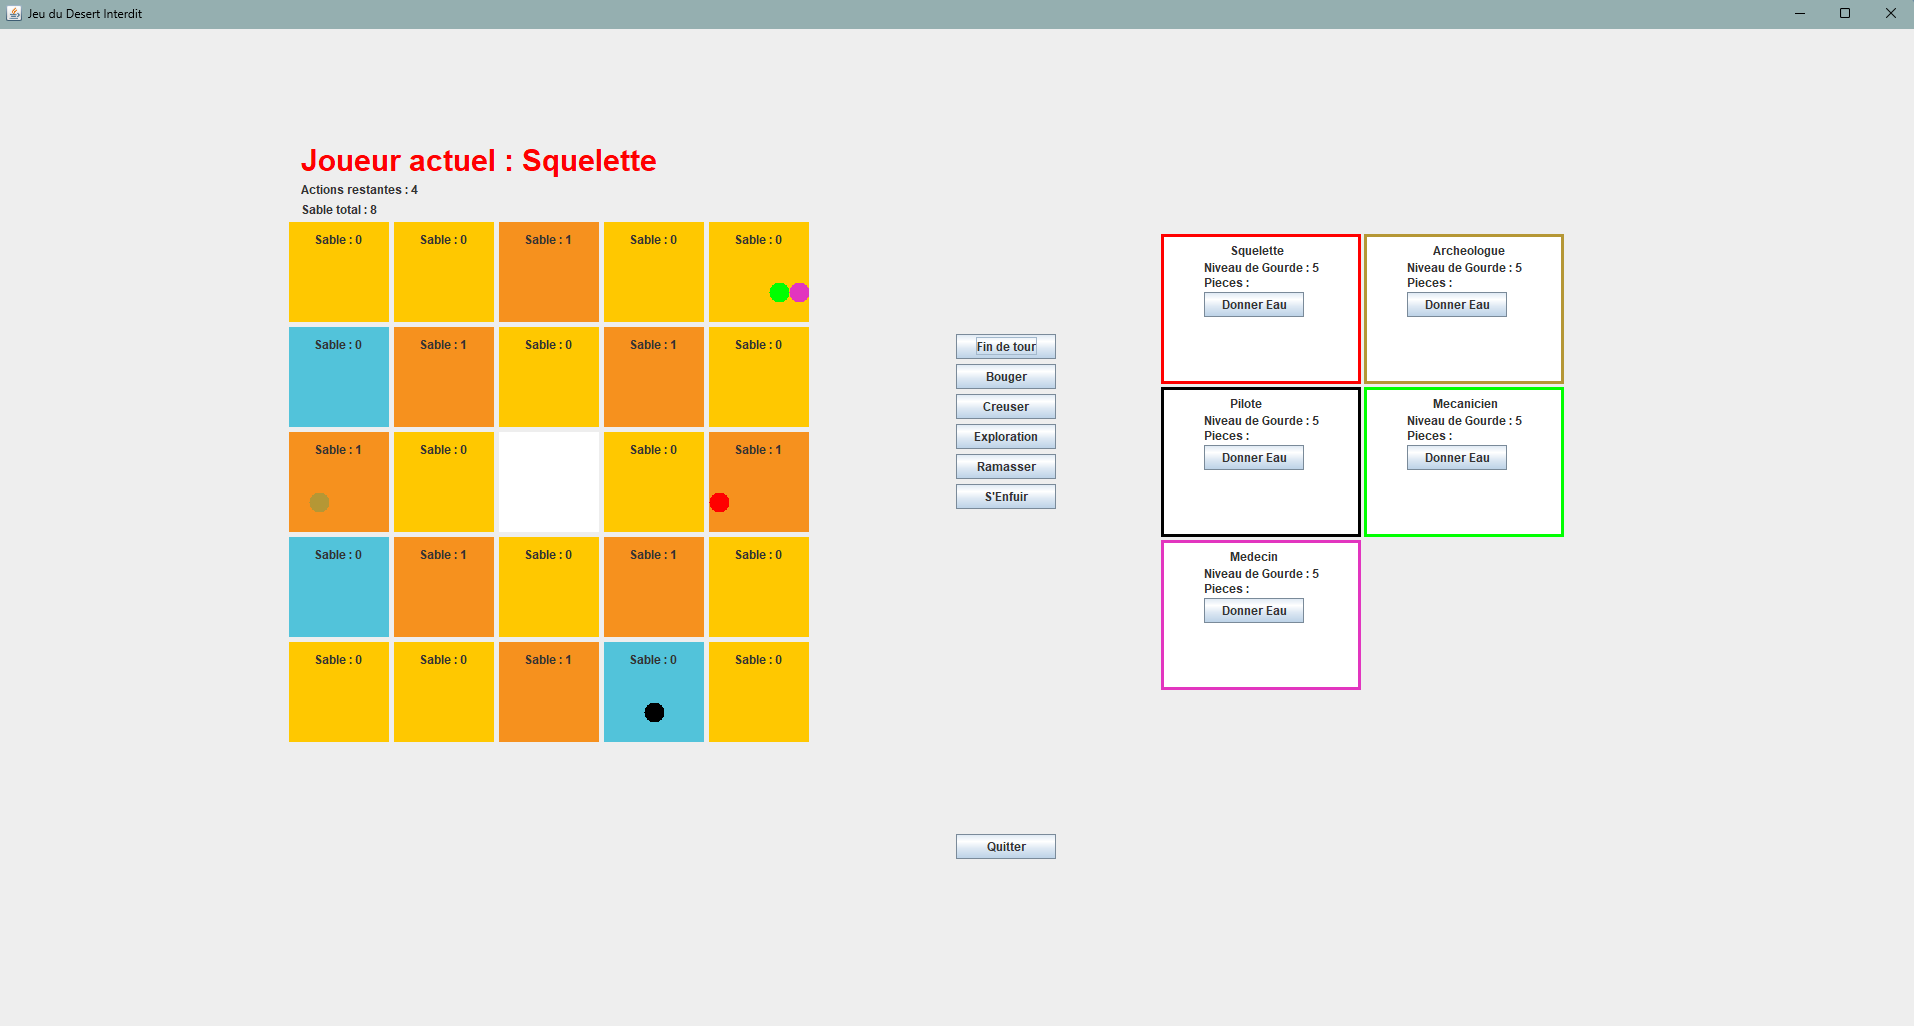 Jeu du Desert Interdit
Joueur actuel : Squelette
Actions restantes : 4
Sable total : 8
Sable : 0
Sable : 0
Sable : 1
Sable : 0
Sable : 0
Sable : 0
Sable : 1
Sable : 0
Sable : 1
Sable : 0
Sable : 1
Sable : 0
Sable : 0
Sable : 1
Sable : 0
Sable : 1
Sable : 0
Sable : 1
Sable : 0
Sable : 0
Sable : 0
Sable : 1
Sable : 0
Sable : 0
Fin de tour
Bouger
Creuser
Exploration
Ramasser
S'Enfuir
Quitter
Squelette
Niveau de Gourde : 5
Pieces :
Donner Eau
Archeologue
Niveau de Gourde : 5
Pieces :
Donner Eau
Pilote
Niveau de Gourde : 5
Pieces :
Donner Eau
Mecanicien
Niveau de Gourde : 5
Pieces :
Donner Eau
Medecin
Niveau de Gourde : 5
Pieces :
Donner Eau